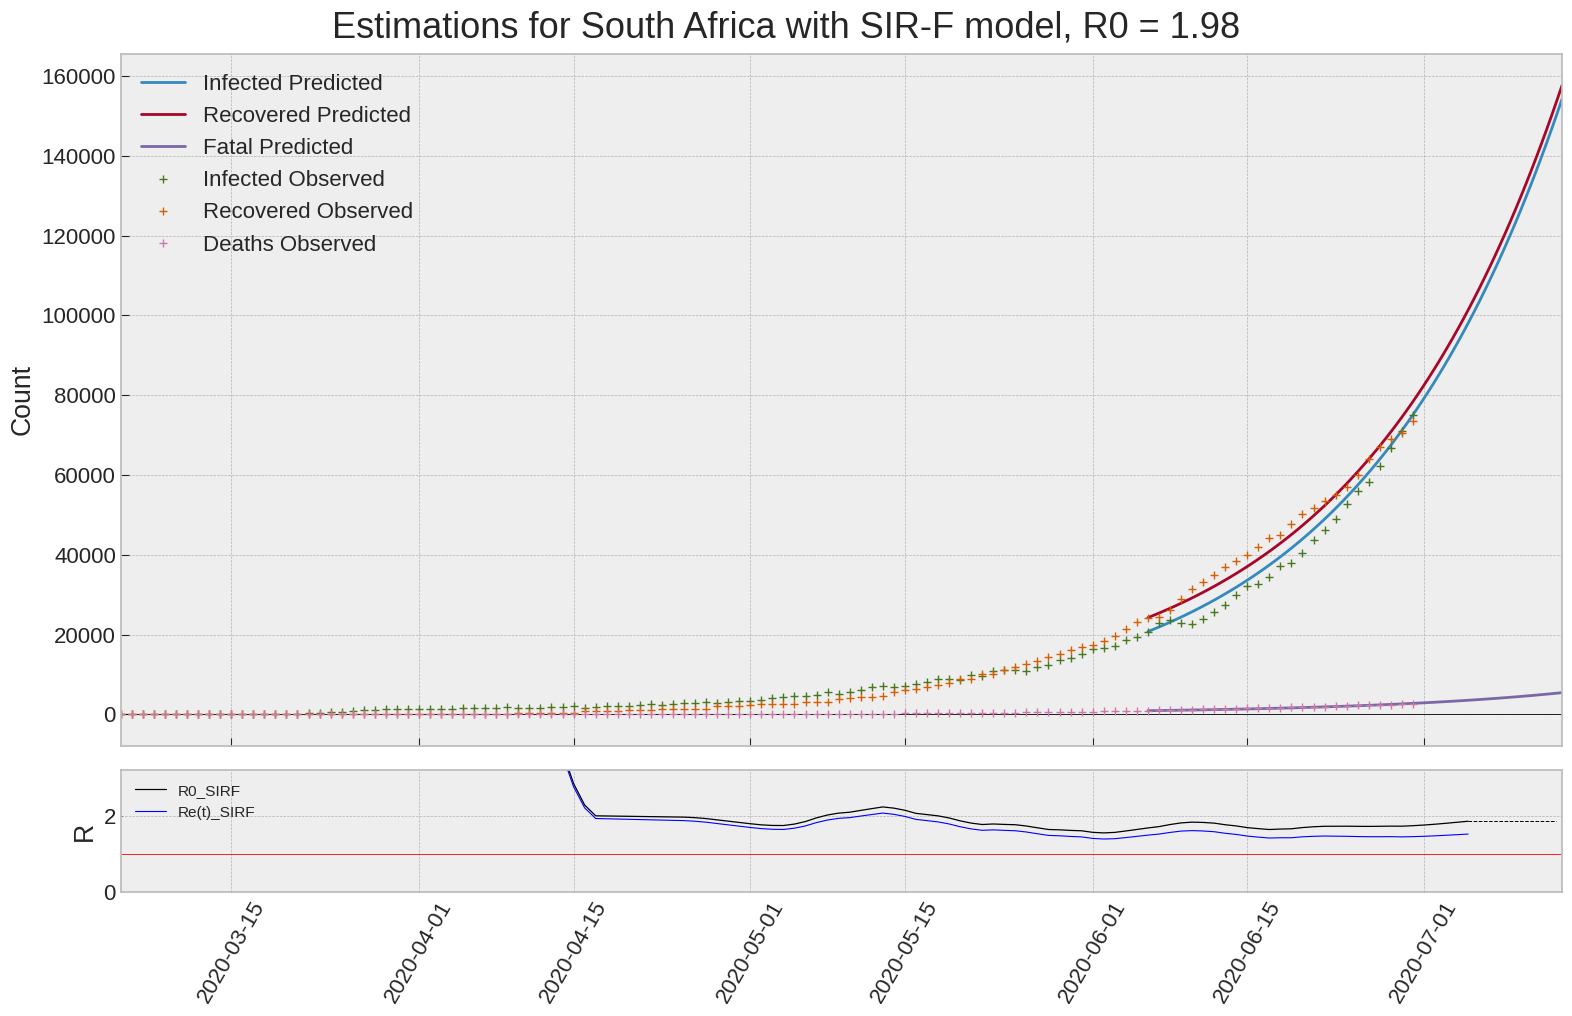 Estimations for South Africa with SIR-F model, R0 = 1.98
Infected Predicted
Recovered Predicted
Fatal Predicted
Infected Observed
Recovered Observed
Deaths Observed
160000
140000
120000
100000
80000
60000
40000
20000
0
Count
R0_SIRF
Re(t)_SIRF
2
0
R
2020-03-15
2020-04-01
2020-04-15
2020-05-01
2020-05-15
2020-06-01
2020-06-15
2020-07-01